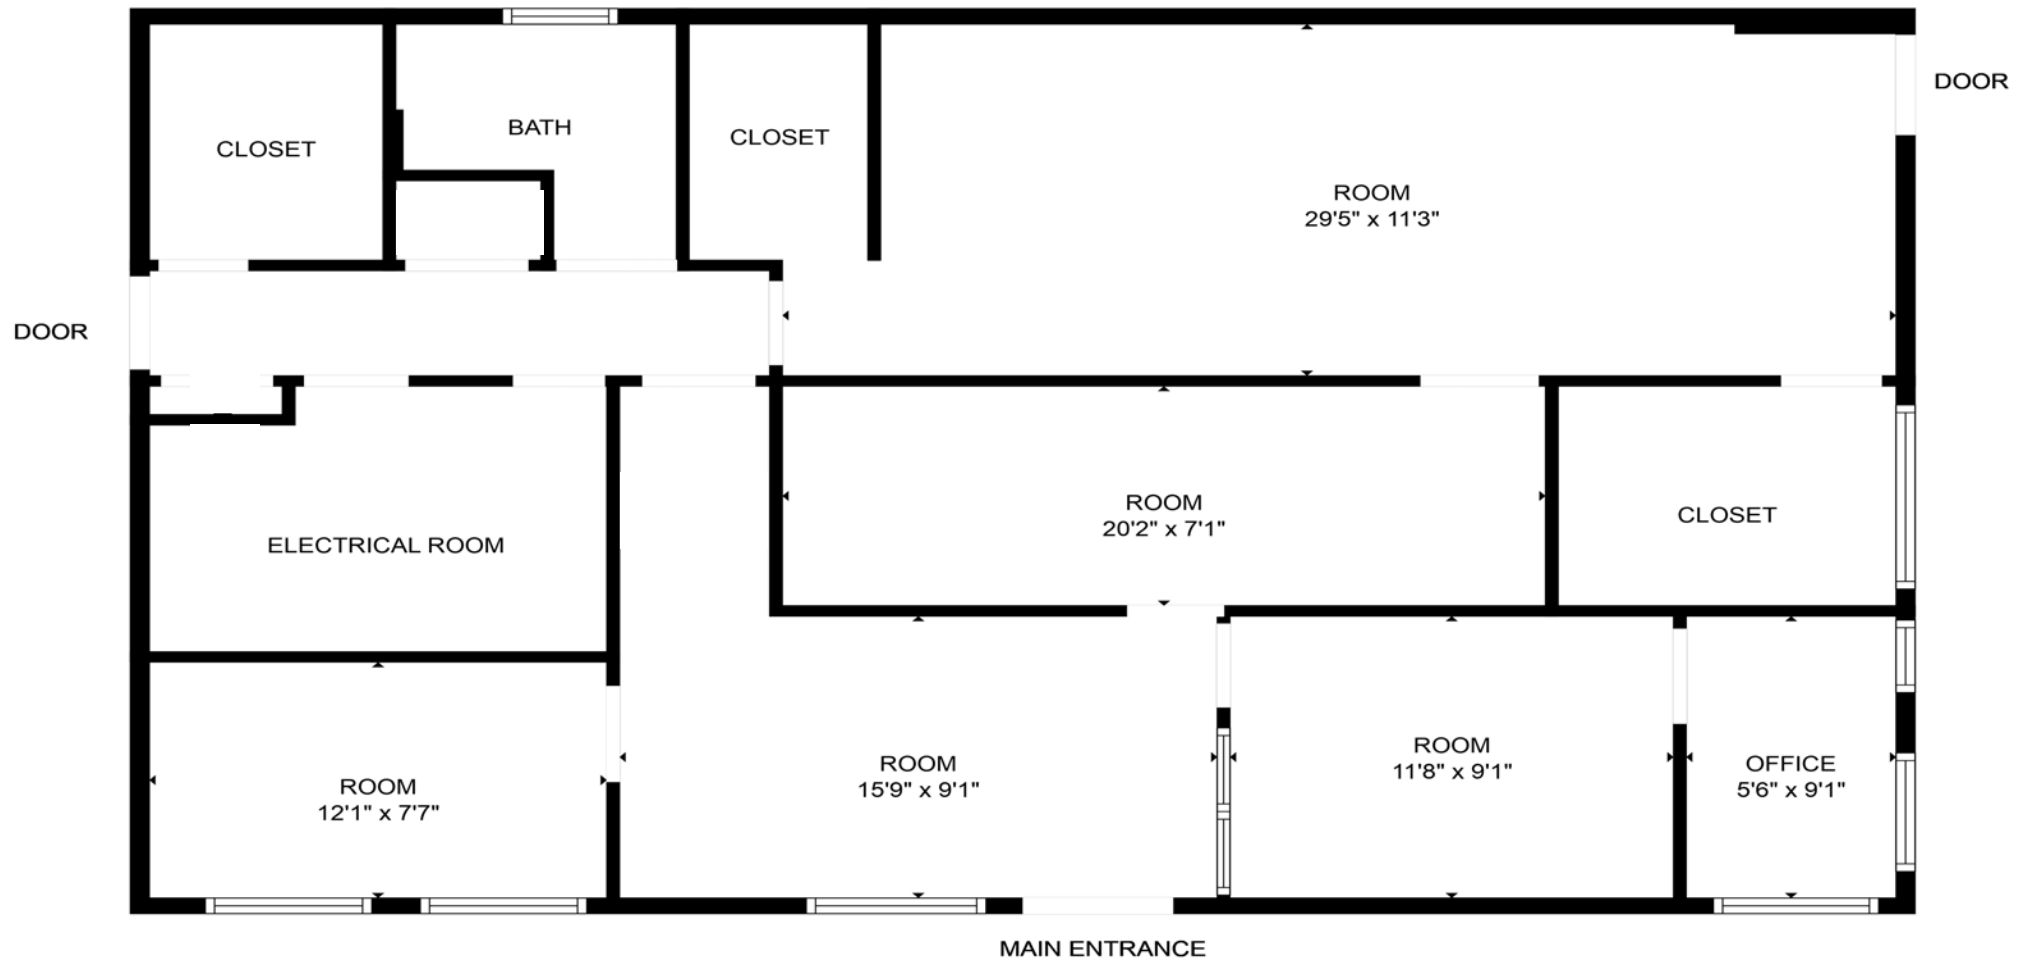 DOOR
BATH
CLOSET
CLOSET
ROOM
29'5" x 11'3"
DOOR
ROOM
20'2" x 7'1"
CLOSET
ELECTRICAL ROOM
ROOM
11'8" x 9'1"
ROOM
15'9" x 9'1"
OFFICE
5'6" x 9'1"
ROOM
12'1" x 7'7"
MAIN ENTRANCE